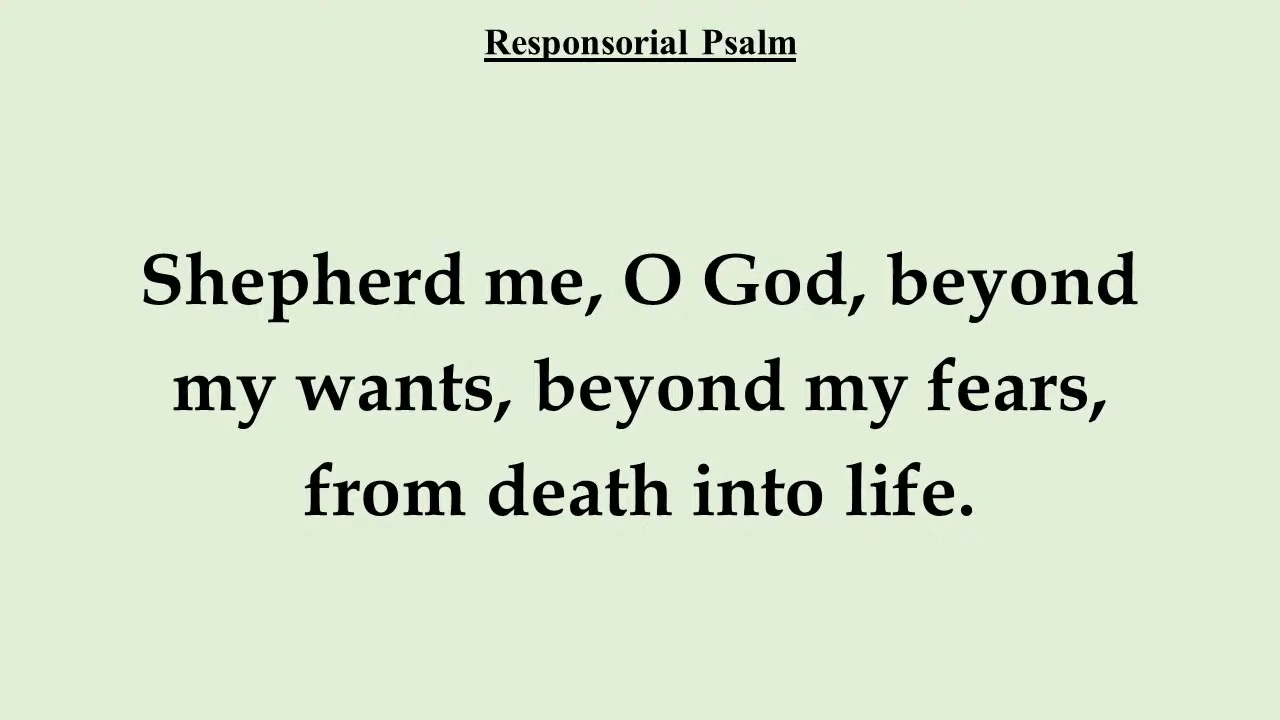 Responsorial Psalm
Shepherd me, O God, beyond
my wants, beyond my fears,
from death into life.